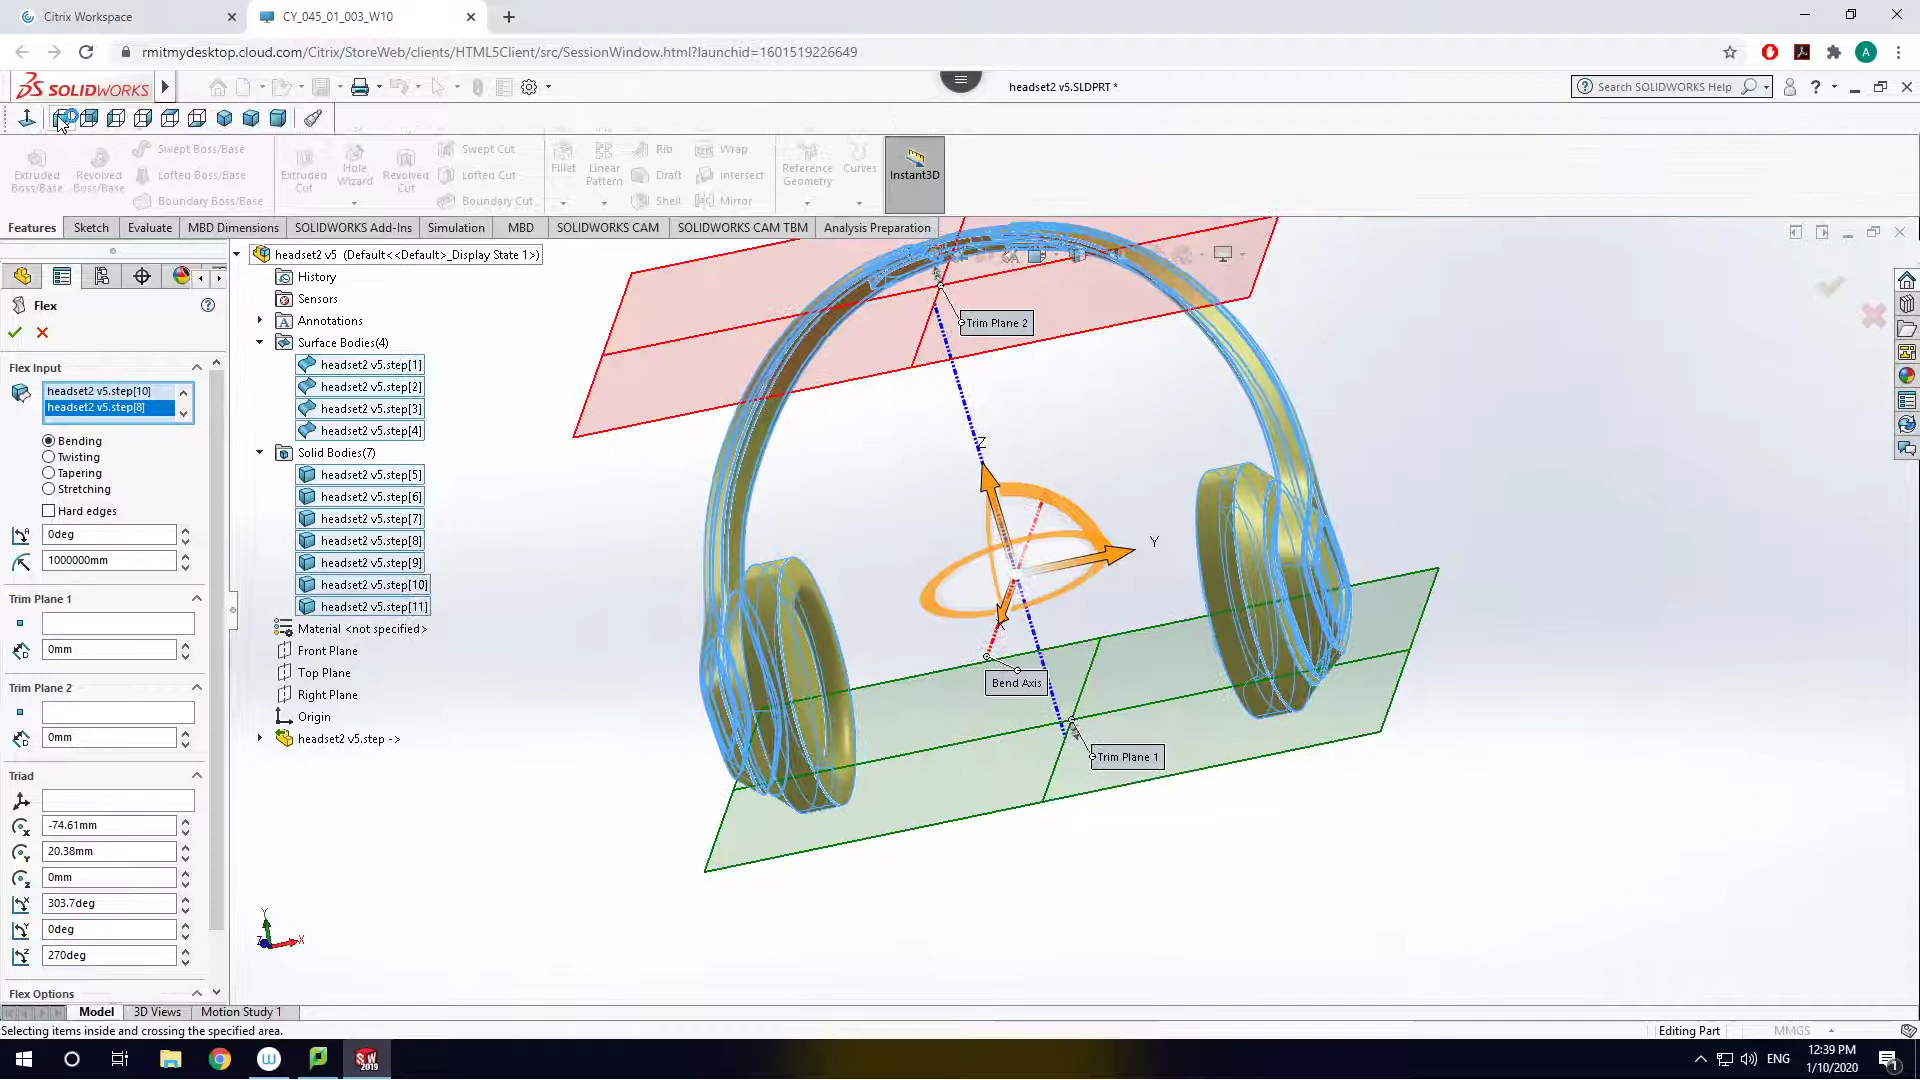 Citrix Workspace
CY_045_01_003_W10
rmitmydesktop.cloud.com/Citrix/StoreWeb/clients/HTML5Client/src/SessionWindow.html?launchid=1601519226649
A
SOLIDWORKS
headset2 v5.SLDPRT *
Search SOLIDWORKS Help
Extruded Boss/Base
Revolved Boss/Base
Swept Boss/Base
Lofted Boss/Base
Boundary Boss/Base
Extruded Cut
Hole Wizard
Revolved Cut
Swept Cut
Lofted Cut
Boundary Cut
Fillet
Linear Pattern
Rib
Draft
Shell
Wrap
Intersect
Mirror
Reference Geometry
Curves
Instant3D
Features
Sketch
Evaluate
MBD Dimensions
SOLIDWORKS Add-Ins
Simulation
MBD
SOLIDWORKS CAM
SOLIDWORKS CAM TBM
Analysis Preparation
Flex
Flex Input
headset2 v5.step[10]
headset2 v5.step[8]
Bending
Twisting
Tapering
Stretching
Hard edges
0deg
1000000mm
Trim Plane 1
0mm
Trim Plane 2
0mm
Triad
-74.61mm
20.38mm
0mm
303.7deg
0deg
270deg
Flex Options
headset2 v5 (Default<<Default>_Display State 1>)
History
Sensors
Annotations
Surface Bodies(4)
headset2 v5.step[1]
headset2 v5.step[2]
headset2 v5.step[3]
headset2 v5.step[4]
Solid Bodies(7)
headset2 v5.step[5]
headset2 v5.step[6]
headset2 v5.step[7]
headset2 v5.step[8]
headset2 v5.step[9]
headset2 v5.step[10]
headset2 v5.step[11]
Material <not specified>
Front Plane
Top Plane
Right Plane
Origin
headset2 v5.step ->
Trim Plane 2
Z
Y
X
Bend Axis
Trim Plane 1
Y
Z
X
Model
3D Views
Motion Study 1
Selecting items inside and crossing the specified area.
Editing Part
MMGS
SW
2019
ENG
12:39 PM
1/10/2020
1